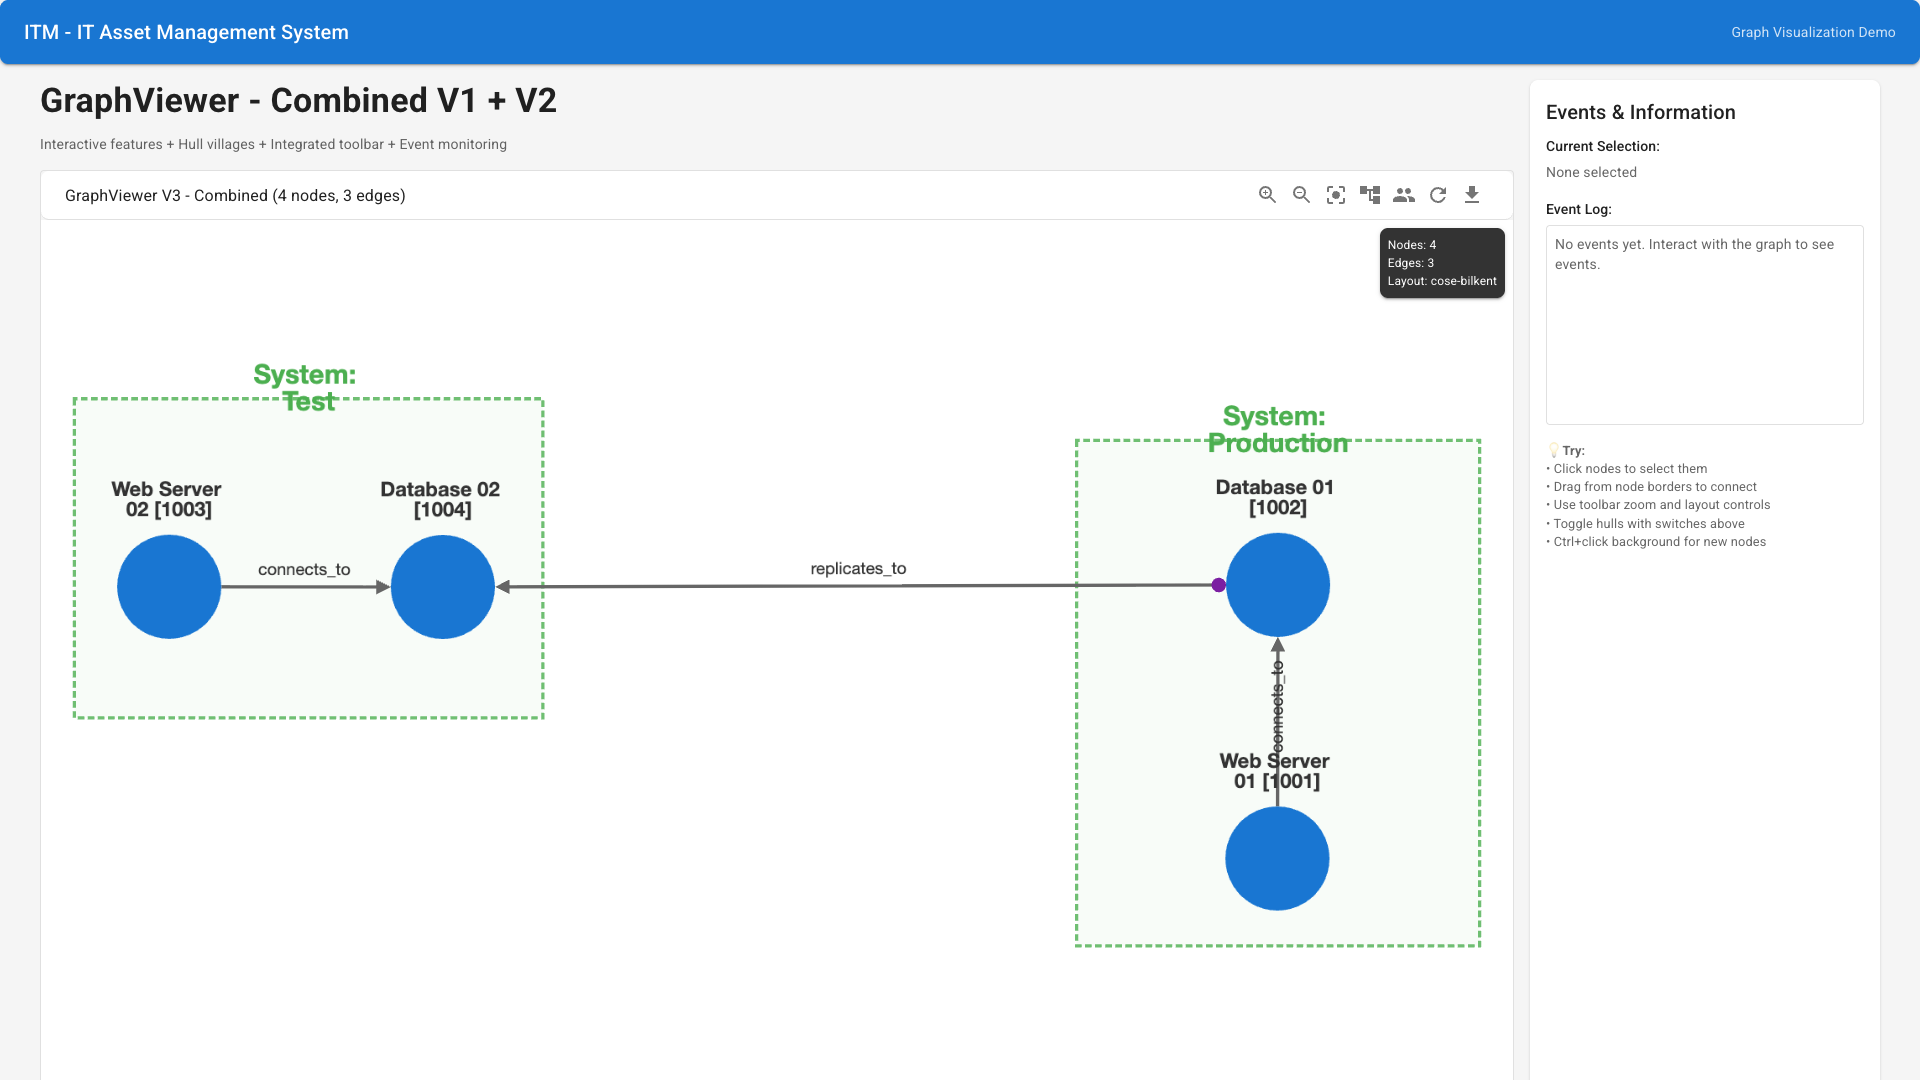 ITM - IT Asset Management System
Graph Visualization Demo
GraphViewer - Combined V1 + V2
Interactive features + Hull villages + Integrated toolbar + Event monitoring
GraphViewer V3 - Combined (4 nodes, 3 edges)
Nodes: 4
Edges: 3
Layout: cose-bilkent
System:
Test
Web Server
02 [1003]
Database 02
[1004]
connects_to
replicates_to
System:
Production
Database 01
[1002]
connects_to
Web Server
01 [1001]
Events & Information
Current Selection:
None selected
Event Log:
No events yet. Interact with the graph to see
events.
💡 Try:
• Click nodes to select them
• Drag from node borders to connect
• Use toolbar zoom and layout controls
• Toggle hulls with switches above
• Ctrl+click background for new nodes